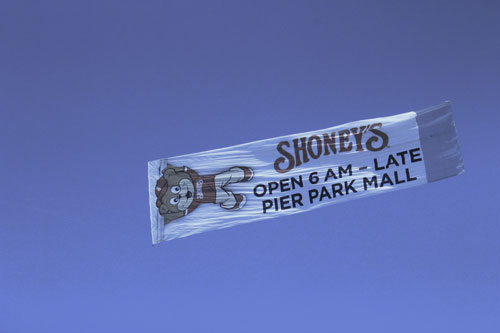 SHONEY'S
OPEN 6 AM – LATE
PIER PARK MALL